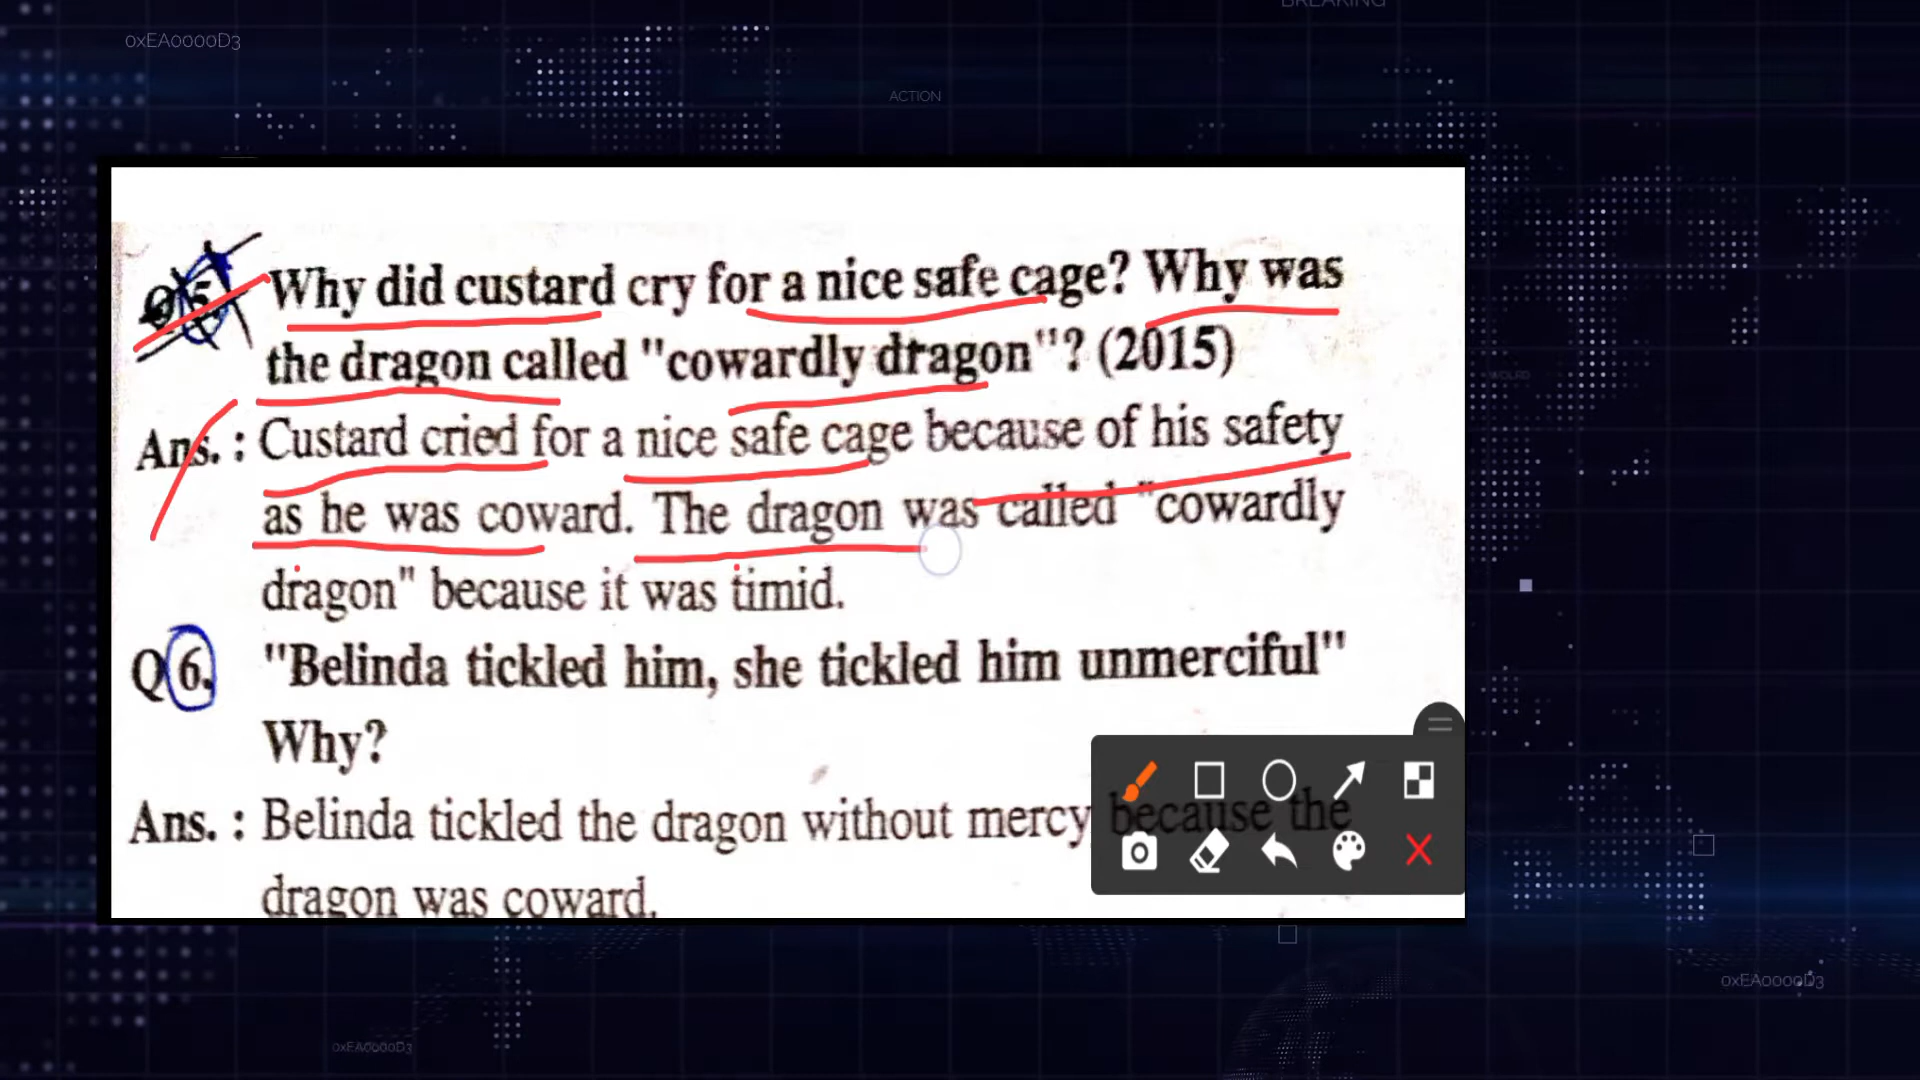 BREAKING
0xEA0000D3
ACTION
Q5. Why did custard cry for a nice safe cage? Why was
the dragon called "cowardly dragon"? (2015)
Ans. : Custard cried for a nice safe cage because of his safety
as he was coward. The dragon was called "cowardly
dragon" because it was timid.
Q6. "Belinda tickled him, she tickled him unmerciful"
Why?
Ans. : Belinda tickled the dragon without mercy because the
dragon was coward.
0xEA0000D3
0xEA0000D3